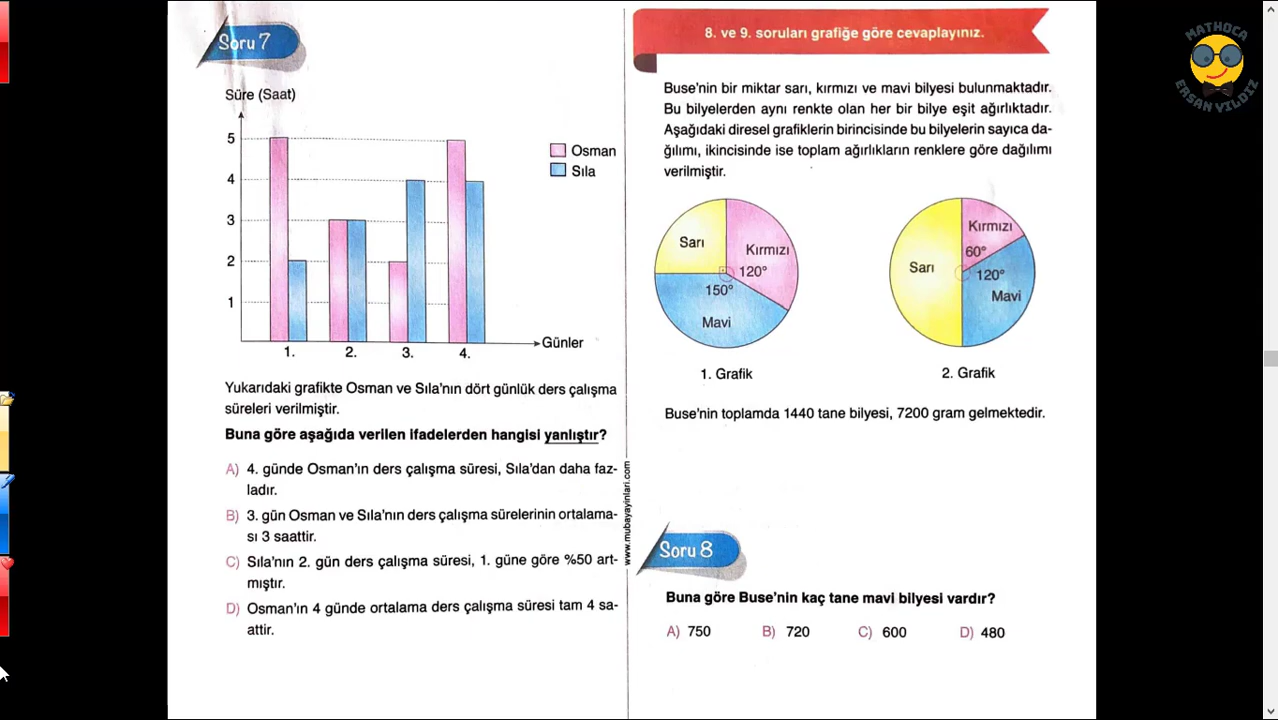 Soru 7
Süre (Saat)
5
4
3
2
1
Osman
Sıla
1.
2.
3.
4.
Günler
Yukarıdaki grafikte Osman ve Sıla'nın dört günlük ders çalışma
süreleri verilmiştir.
Buna göre aşağıda verilen ifadelerden hangisi yanlıştır?
A) 4. günde Osman'ın ders çalışma süresi, Sıla'dan daha faz-
ladır.
B) 3. gün Osman ve Sıla'nın ders çalışma sürelerinin ortalama-
sı 3 saattir.
C) Sıla'nın 2. gün ders çalışma süresi, 1. güne göre %50 art-
mıştır.
D) Osman'ın 4 günde ortalama ders çalışma süresi tam 4 sa-
attir.
www.mubayayinlari.com
8. ve 9. soruları grafiğe göre cevaplayınız.
Buse'nin bir miktar sarı, kırmızı ve mavi bilyesi bulunmaktadır.
Bu bilyelerden aynı renkte olan her bir bilye eşit ağırlıktadır.
Aşağıdaki diresel grafiklerin birincisinde bu bilyelerin sayıca da-
ğılımı, ikincisinde ise toplam ağırlıkların renklere göre dağılımı
verilmiştir.
Sarı
Kırmızı
120°
150°
Mavi
1. Grafik
Sarı
Kırmızı
60°
120°
Mavi
2. Grafik
Buse'nin toplamda 1440 tane bilyesi, 7200 gram gelmektedir.
Soru 8
Buna göre Buse'nin kaç tane mavi bilyesi vardır?
A) 750 B) 720 C) 600 D) 480
MATHOCA
ERSAN YILDIZ